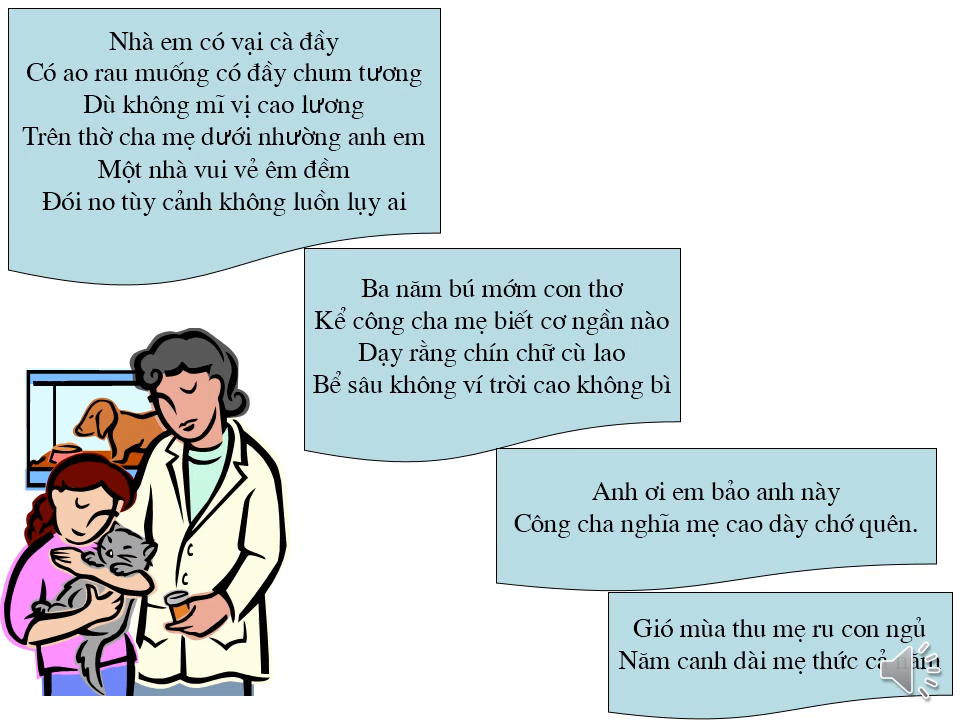 Nhà em có vại cà đầy
Có ao rau muống có đầy chum tương
Dù không mĩ vị cao lương
Trên thờ cha mẹ dưới nhường anh em
Một nhà vui vẻ êm đềm
Đói no tùy cảnh không luồn lụy ai
Ba năm bú mớm con thơ
Kể công cha mẹ biết cơ ngần nào
Dạy rằng chín chữ cù lao
Bể sâu không ví trời cao không bì
Anh ơi em bảo anh này
Công cha nghĩa mẹ cao dày chớ quên.
Gió mùa thu mẹ ru con ngủ
Năm canh dài mẹ thức cả năm